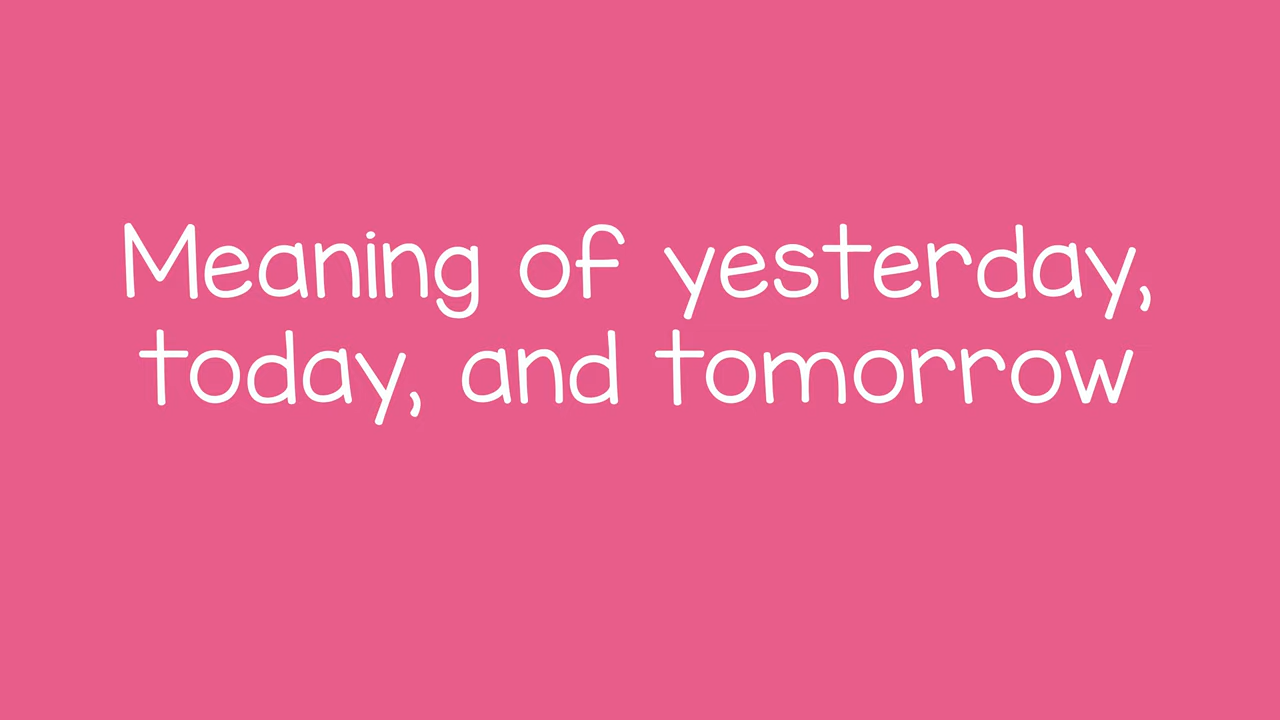 Meaning of yesterday,
today, and tomorrow